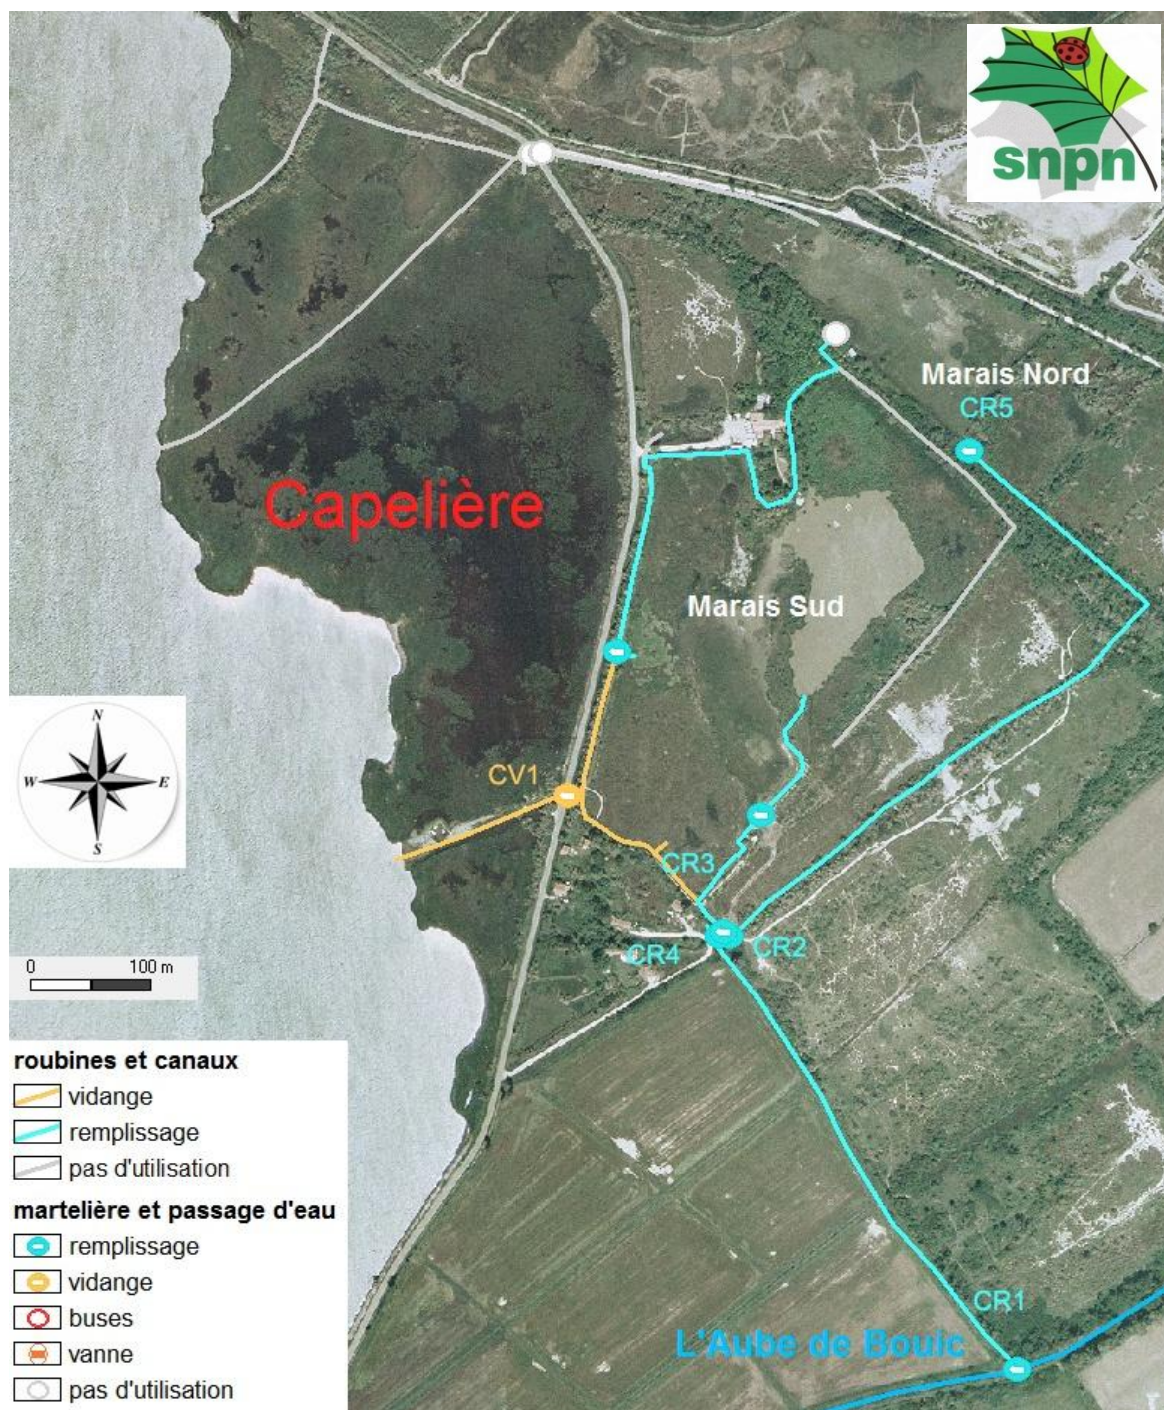 snpn
Marais Nord
CR5
Capelière
Marais Sud
N
W
E
S
CV1
CR3
CR4
CR2
0
100 m
CR1
L'Aube de Bouic
roubines et canaux
vidange
remplissage
pas d'utilisation
martelière et passage d'eau
remplissage
vidange
buses
vanne
pas d'utilisation